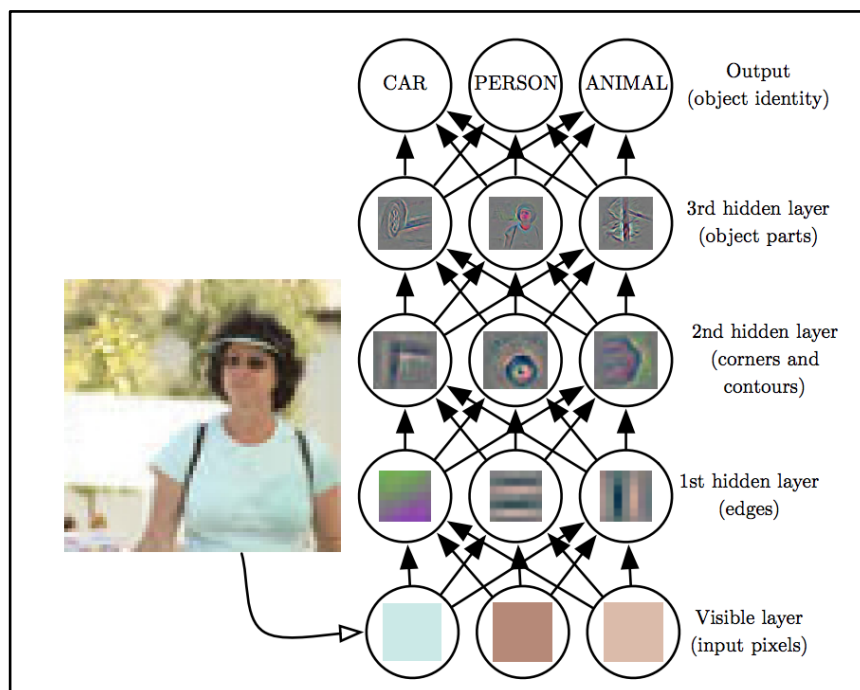 CAR
PERSON
ANIMAL
Output
(object identity)
3rd hidden layer
(object parts)
2nd hidden layer
(corners and
contours)
1st hidden layer
(edges)
Visible layer
(input pixels)